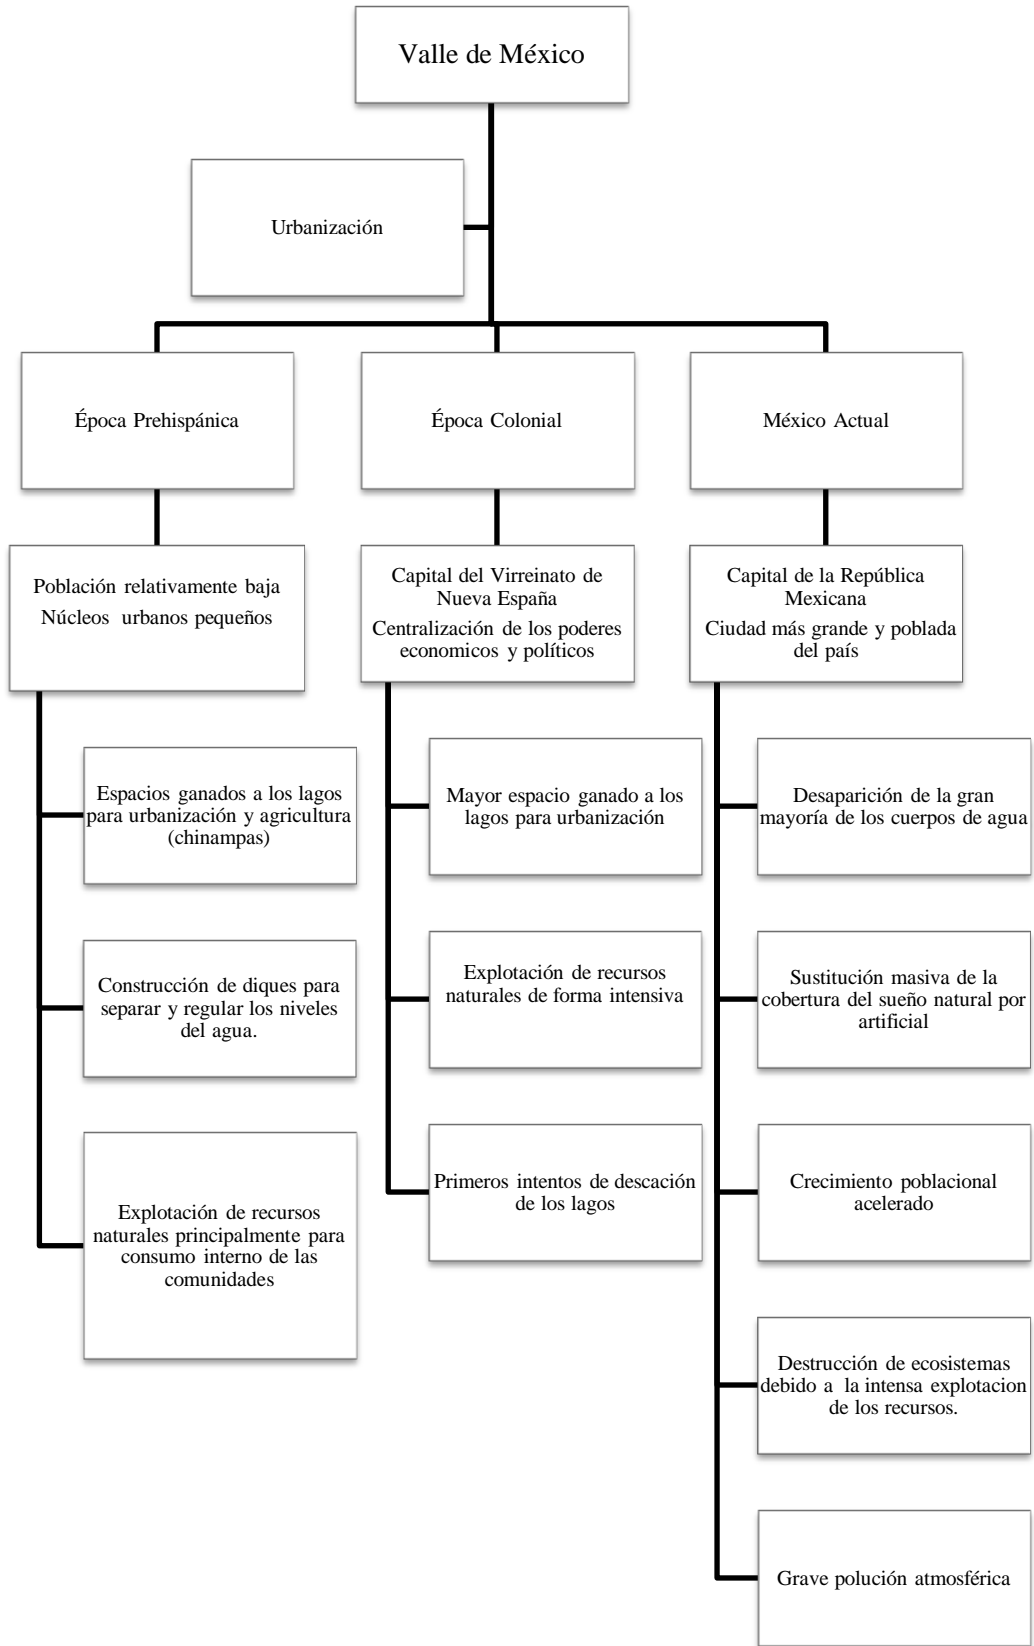 Valle de México
Urbanización
Época Prehispánica
Población relativamente baja
Núcleos urbanos pequeños
Espacios ganados a los lagos
para urbanización y agricultura
(chinampas)
Construcción de diques para
separar y regular los niveles
del agua.
Explotación de recursos
naturales principalmente para
consumo interno de las
comunidades
Época Colonial
Capital del Virreinato de
Nueva España
Centralización de los poderes
economicos y políticos
Mayor espacio ganado a los
lagos para urbanización
Explotación de recursos
naturales de forma intensiva
Primeros intentos de descación
de los lagos
México Actual
Capital de la República
Mexicana
Ciudad más grande y poblada
del país
Desaparición de la gran
mayoría de los cuerpos de agua
Sustitución masiva de la
cobertura del sueño natural por
artificial
Crecimiento poblacional
acelerado
Destrucción de ecosistemas
debido a la intensa explotacion
de los recursos.
Grave polución atmosférica